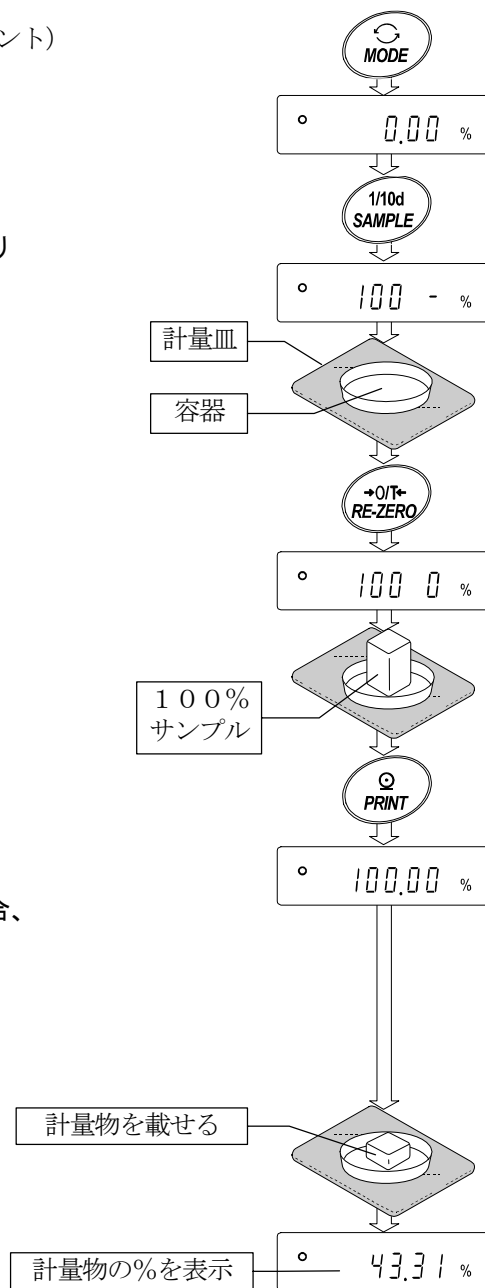 ント)
MODE
0.00 %
1/10d
SAMPLE
り
100 - %
計量皿
容器
→0/T←
RE-ZERO
100 0 %
１００％
サンプル
PRINT
100.00 %
合、
計量物を載せる
43.31 %
計量物の％を表示